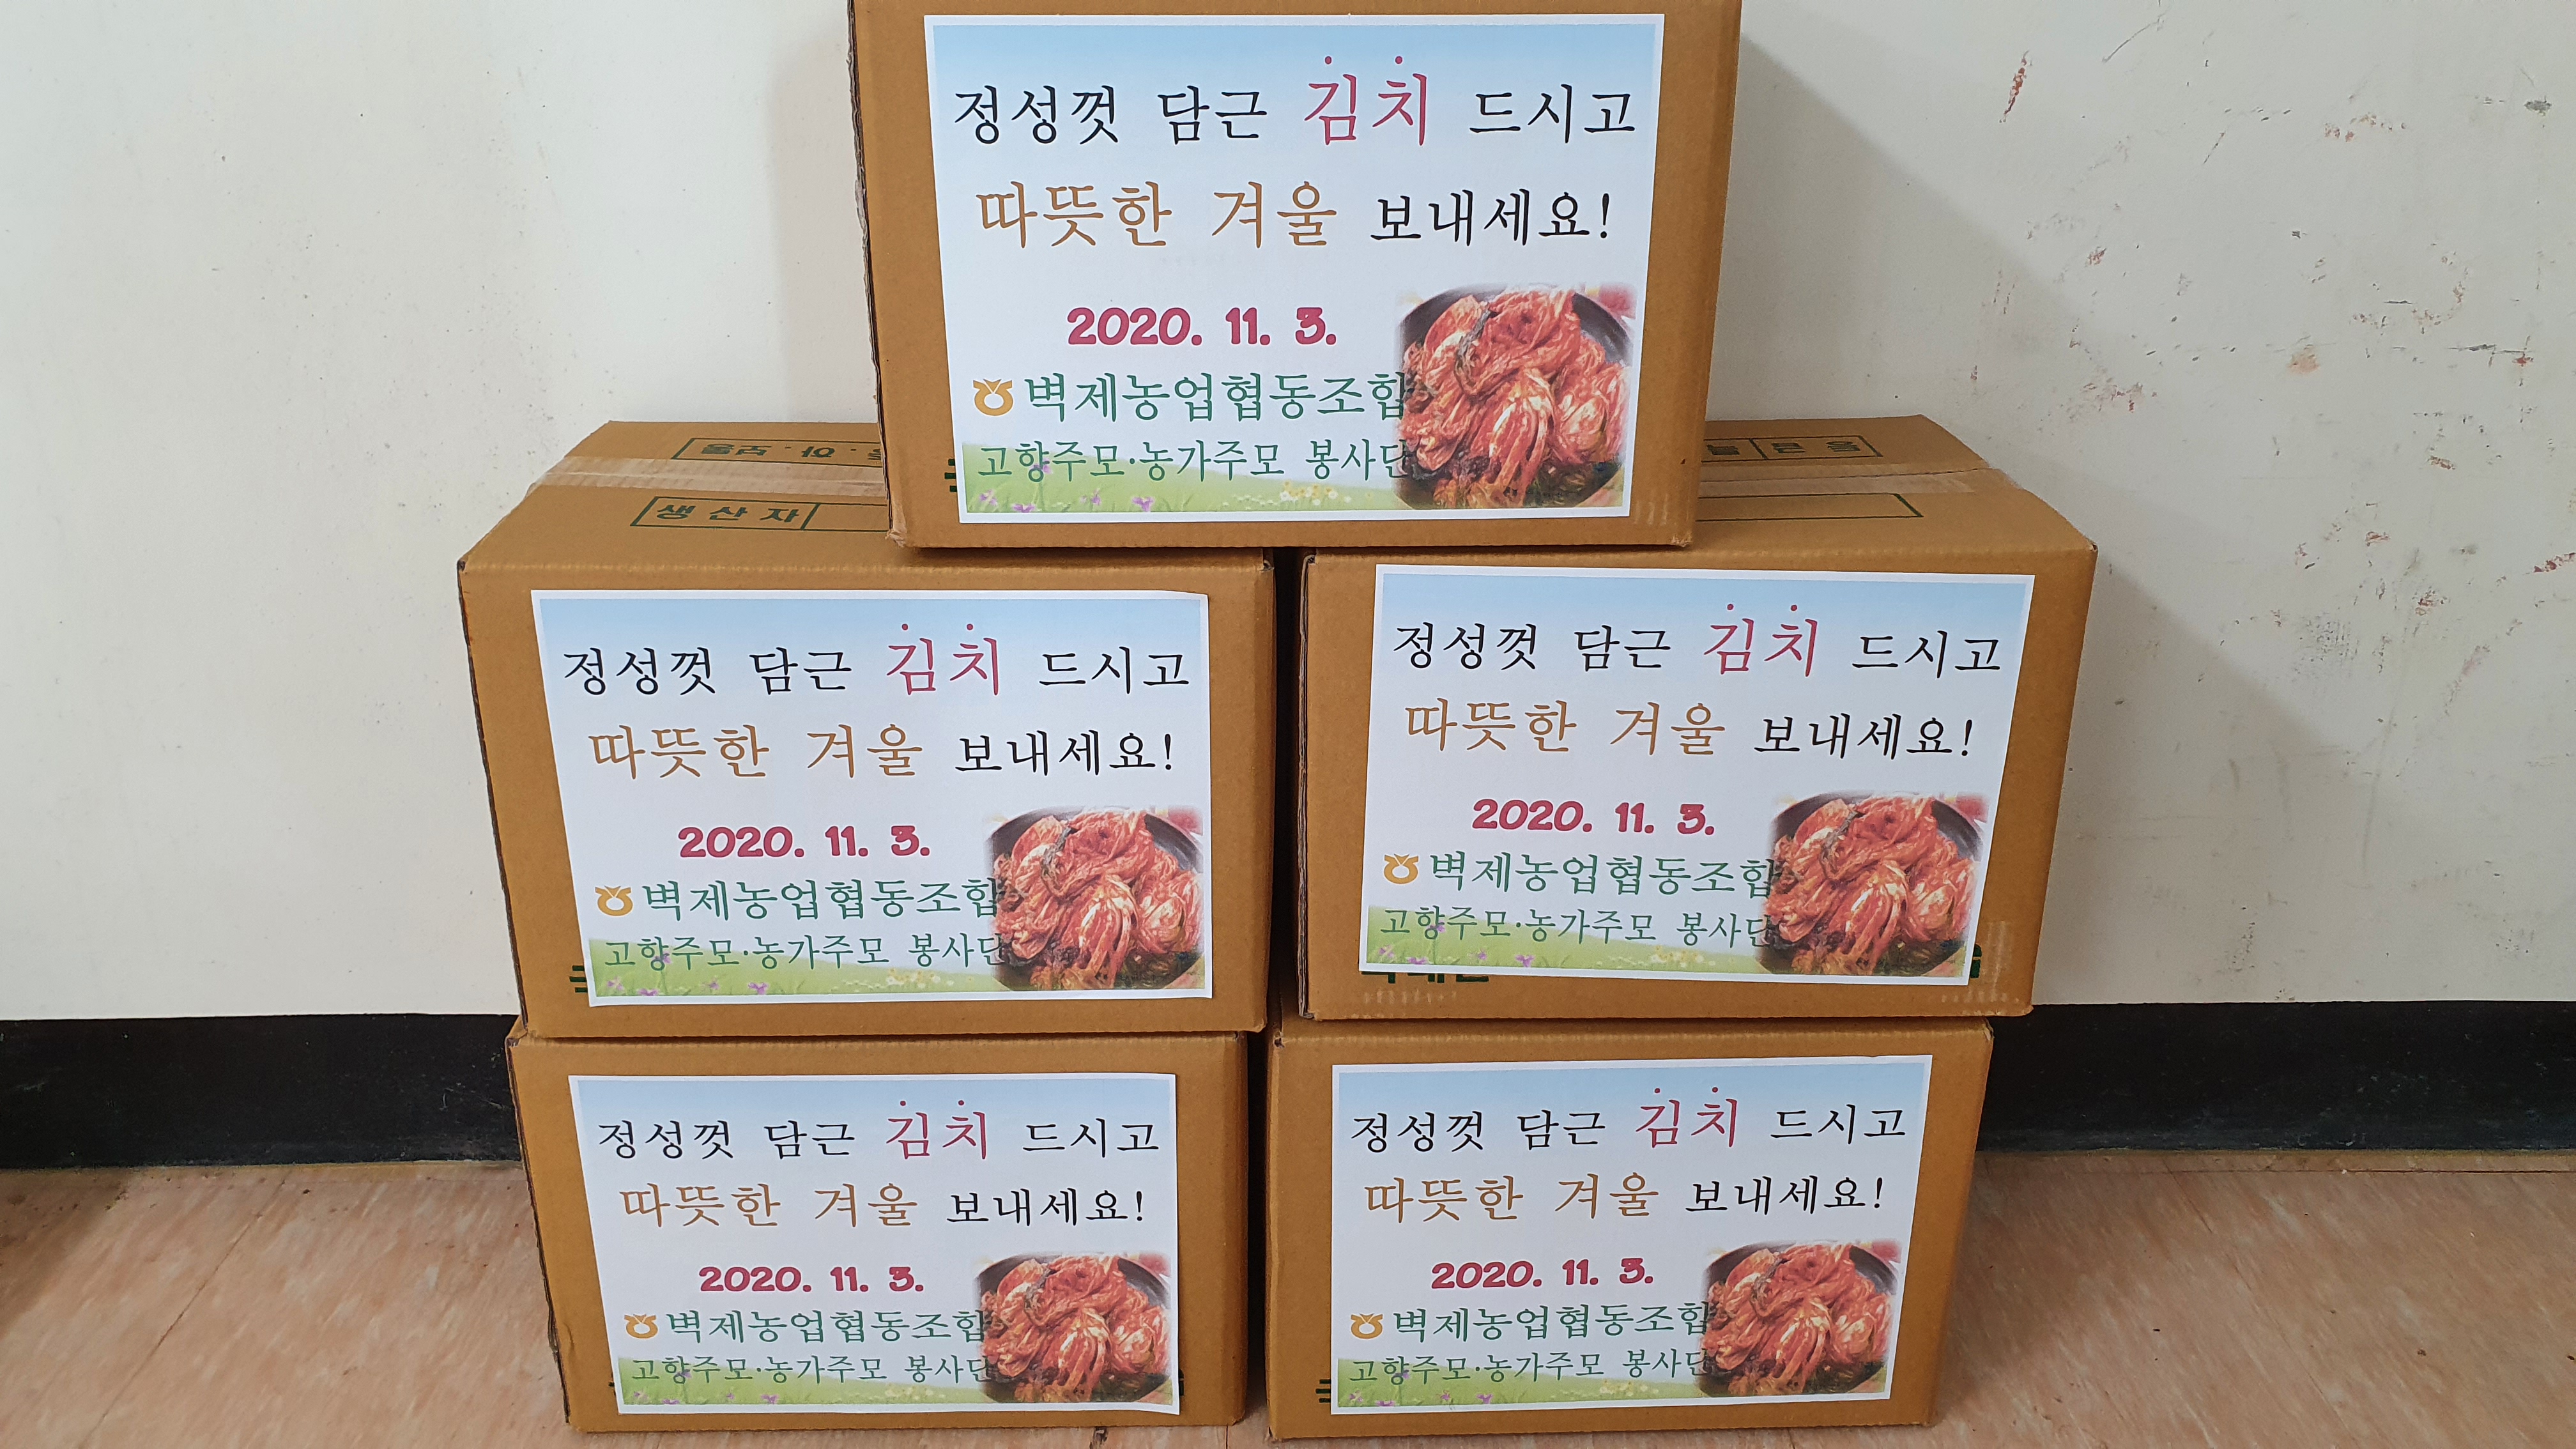 정성껏 담근 김치 드시고
따뜻한 겨울 보내세요!
2020. 11. 3.
벽제농업협동조합
고향주모·농가주모 봉사단
생산자
정성껏 담근 김치 드시고
따뜻한 겨울 보내세요!
2020. 11. 3.
벽제농업협동조합
고향주모·농가주모 봉사단
정성껏 담근 김치 드시고
따뜻한 겨울 보내세요!
2020. 11. 3.
벽제농업협동조합
고향주모·농가주모 봉사단
정성껏 담근 김치 드시고
따뜻한 겨울 보내세요!
2020. 11. 3.
벽제농업협동조합
고향주모·농가주모 봉사단
정성껏 담근 김치 드시고
따뜻한 겨울 보내세요!
2020. 11. 3.
벽제농업협동조합
고향주모·농가주모 봉사단